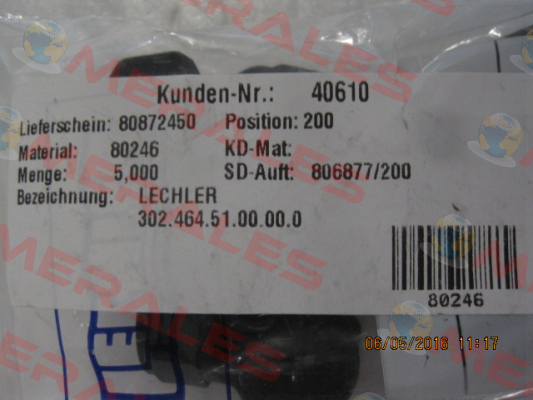 Kunden-Nr.: 40610
Lieferschein: 80872450 Position: 200
Material: 80246 KD-Mat:
Menge: 5,000 SD-Auft: 806877/200
Bezeichnung: LECHLER
302.464.51.00.00.0
80246
06/05/2016 11:17
MERALES